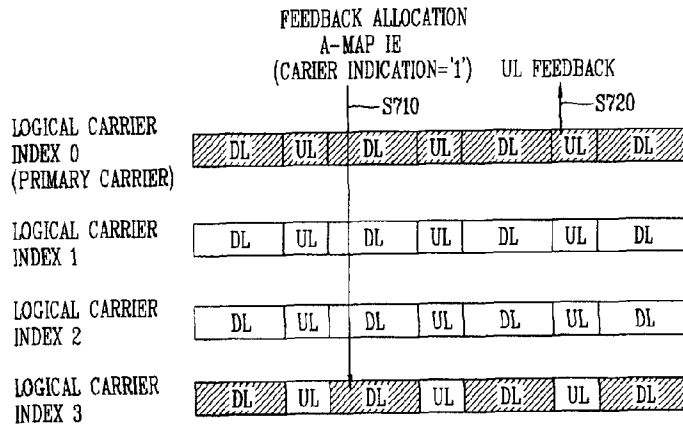 FEEDBACK ALLOCATION
A-MAP IE
(CARIER INDICATION='1')
UL FEEDBACK
S710
S720
LOGICAL CARRIER
INDEX 0
(PRIMARY CARRIER)
DL UL DL UL DL UL DL
LOGICAL CARRIER
INDEX 1
DL UL DL UL DL UL DL
LOGICAL CARRIER
INDEX 2
DL UL DL UL DL UL DL
LOGICAL CARRIER
INDEX 3
DL UL DL UL DL UL DL